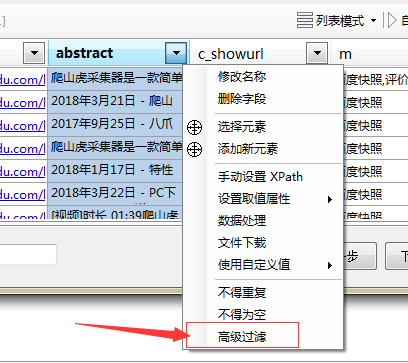 列表模式
abstract c_showurl m
du.com/l 爬山虎采集器是一款简单 度快照,评价
du.com/l 2018年3月21日 - 爬山 度快照
du.com/l 2017年9月25日 - 八爪 度快照
du.com/l 爬山虎采集器是一款简单 度快照
du.com/l 2018年1月17日 - 特性 度快照
du.com/l 2018年3月22日 - PC下 度快照
[视频]时长 01:39爬山虎
修改名称
删除字段
选择元素
添加新元素
手动设置 XPath
设置取值属性
数据处理
文件下载
使用自定义值
不得重复
不得为空
高级过滤
步
下